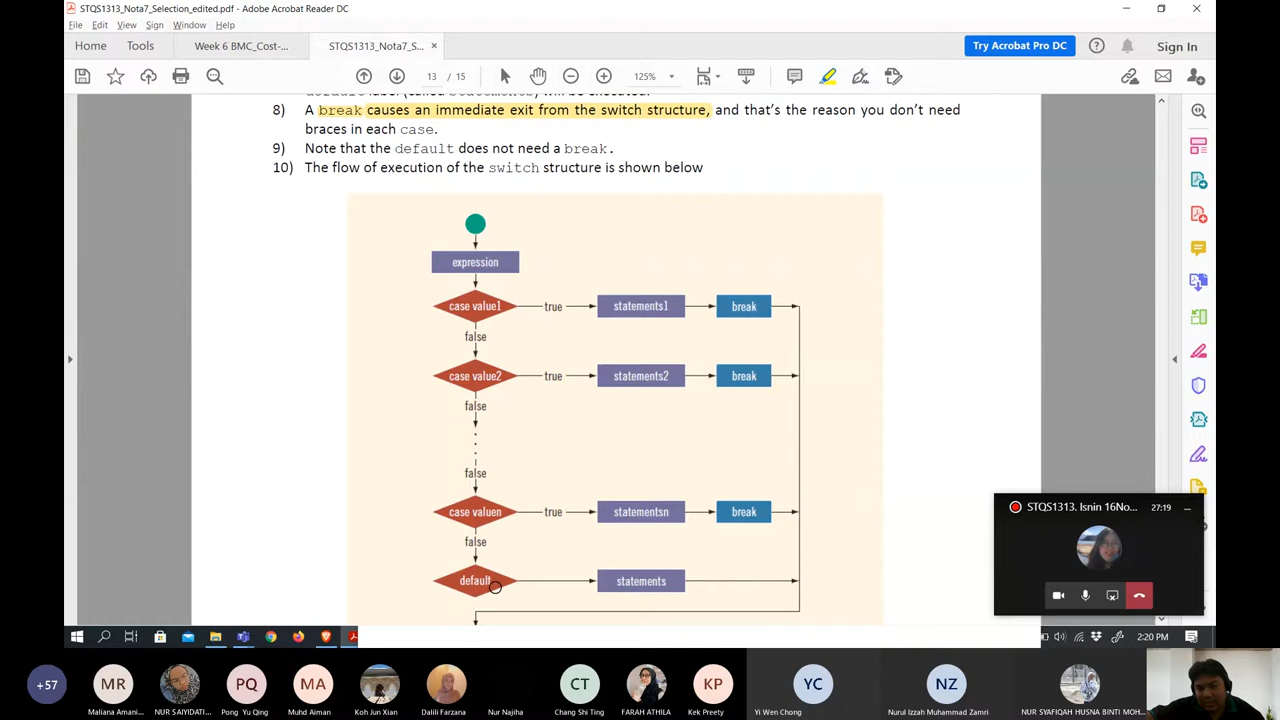 STQS1313_Nota7_Selection_edited.pdf - Adobe Acrobat Reader DC
File Edit View Sign Window Help
Home Tools Week 6 BMC_Cost-... STQS1313_Nota7_S... × Try Acrobat Pro DC Sign In
13 / 15 125%
default label (called statements) will be executed.
8) A break causes an immediate exit from the switch structure, and that's the reason you don't need
braces in each case.
9) Note that the default does not need a break.
10) The flow of execution of the switch structure is shown below
expression
case value1 true statements1 break
false
case value2 true statements2 break
false
false
case valuen true statementsn break
false
default statements
STQS1313. Isnin 16No... 27:19
2:20 PM
+57 MR PQ MA CT KP YC NZ
Maliana Amani... NUR SAIYIDATI... Pong Yu Qing Muhd Aiman Koh Jun Xian Dalili Farzana Nur Najiha Chang Shi Ting FARAH ATHILA Kek Preety Yi Wen Chong Nurul Izzah Muhammad Zamri NUR SYAFIQAH HUSNA BINTI MOH...